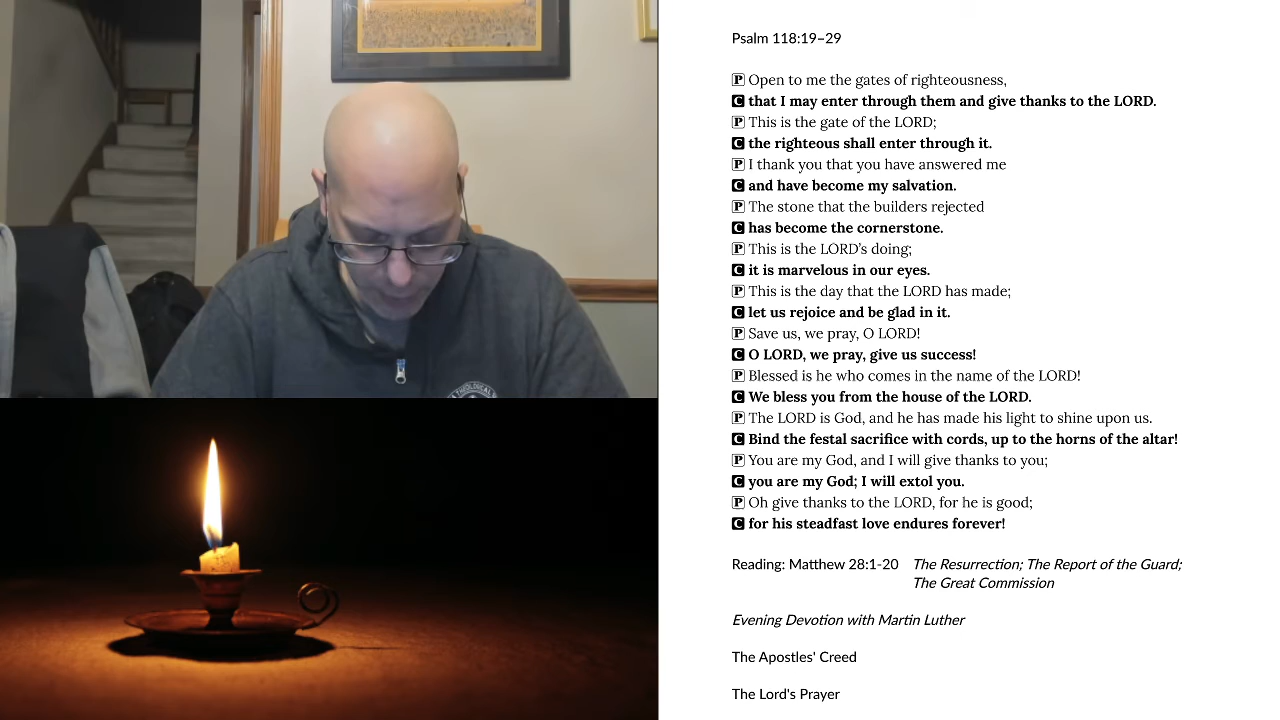 Psalm 118:19–29
P Open to me the gates of righteousness,
C that I may enter through them and give thanks to the LORD.
P This is the gate of the LORD;
C the righteous shall enter through it.
P I thank you that you have answered me
C and have become my salvation.
P The stone that the builders rejected
C has become the cornerstone.
P This is the LORD's doing;
C it is marvelous in our eyes.
P This is the day that the LORD has made;
C let us rejoice and be glad in it.
P Save us, we pray, O LORD!
C O LORD, we pray, give us success!
P Blessed is he who comes in the name of the LORD!
C We bless you from the house of the LORD.
P The LORD is God, and he has made his light to shine upon us.
C Bind the festal sacrifice with cords, up to the horns of the altar!
P You are my God, and I will give thanks to you;
C you are my God; I will extol you.
P Oh give thanks to the LORD, for he is good;
C for his steadfast love endures forever!
Reading: Matthew 28:1-20 The Resurrection; The Report of the Guard;
The Great Commission
Evening Devotion with Martin Luther
The Apostles' Creed
The Lord's Prayer